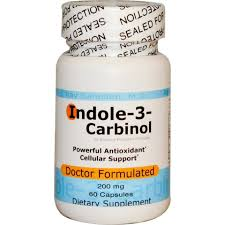 SEALED FOR
PROTECTION
Indole-3-
Carbinol
Powerful Antioxidant*
Cellular Support*
Doctor Formulated
200 mg
60 Capsules
Dietary Supplement